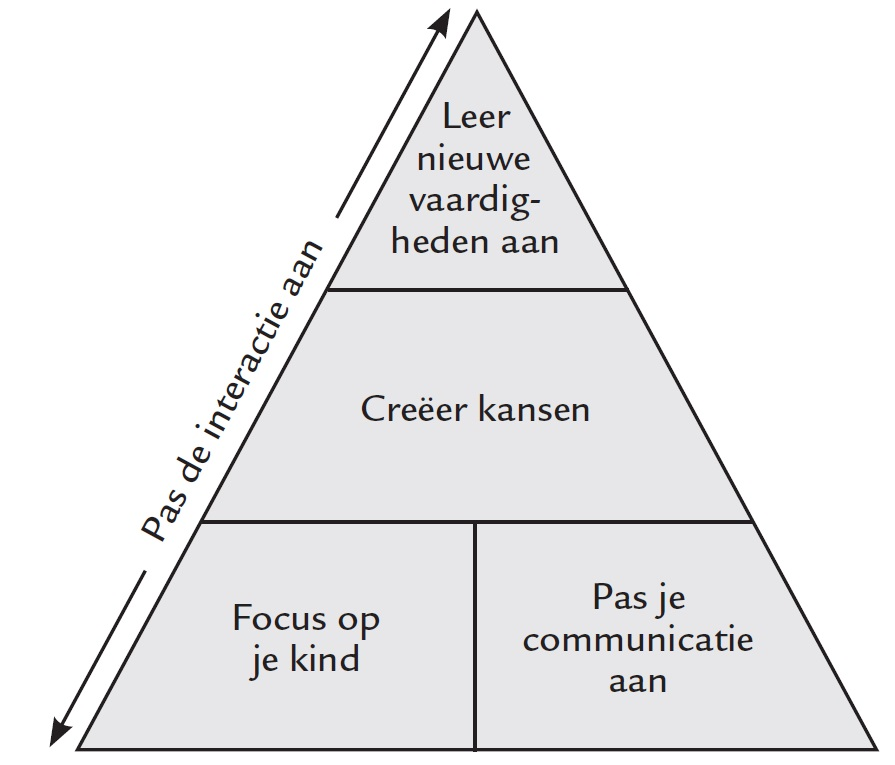 Leer
nieuwe
vaardig-
heden aan
Pas de interactie aan
Creëer kansen
Focus op
je kind
Pas je
communicatie
aan